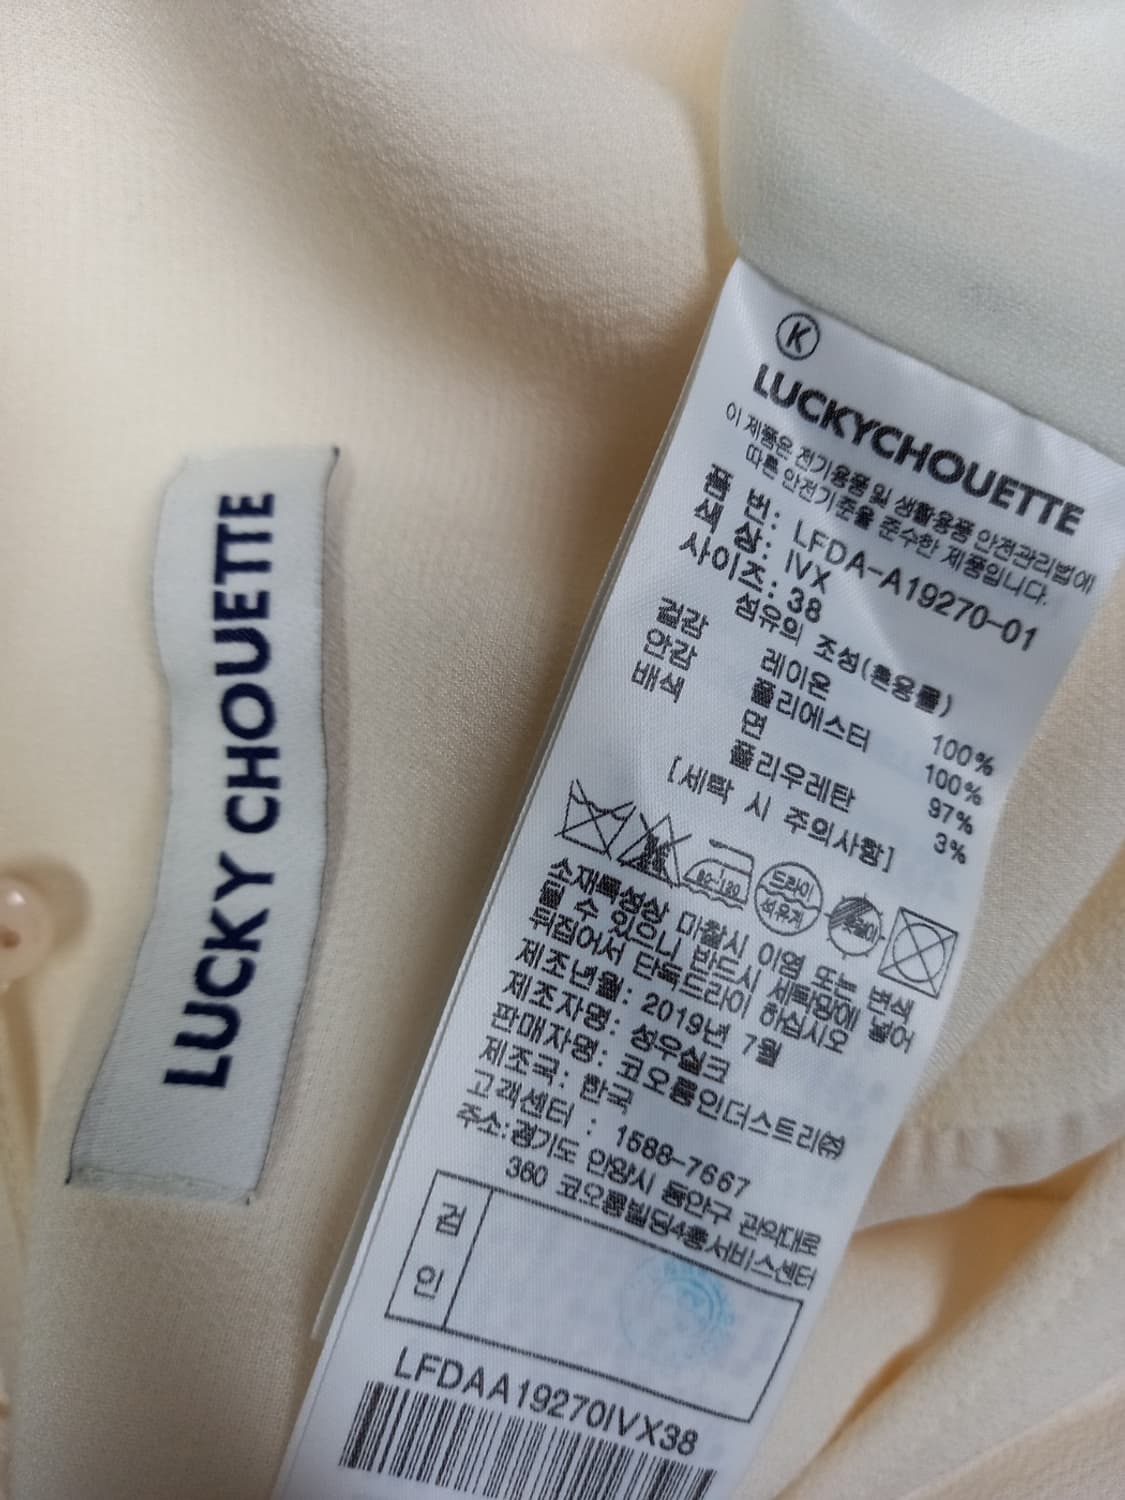 LUCKY CHOUETTE
K
LUCKYCHOUETTE
이 제품은 전기용품 및 생활용품 안전관리법에
따른 안전기준을 준수한 제품입니다.
품 번: LFDA-A19270-01
색 상: IVX
사이즈: 38
섬유의 조성(혼용률)
겉감 레이온 100%
안감 폴리에스터 100%
배색 면 97%
폴리우레탄 3%
[세탁 시 주의사항]
80~120
드라이
석유계
소재특성상 마찰시 이염 또는 변색
될 수 있으니 반드시 세탁망에 넣어
뒤집어서 단독드라이 하십시오
제조년월: 2019년 7월
제조자명: 성우실크
판매자명: 코오롱인더스트리㈜
제조국: 한국
고객센터 : 1588-7667
주소:경기도 안양시 동안구 관악대로
360 코오롱빌딩4층서비스센터
검
인
LFDAA19270IVX38